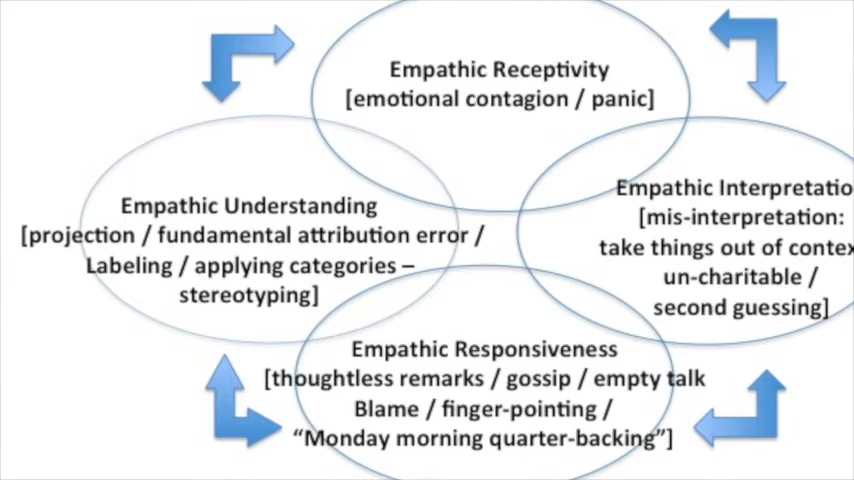 Empathic Receptivity
[emotional contagion / panic]
Empathic Understanding
[projection / fundamental attribution error /
Labeling / applying categories –
stereotyping]
Empathic Interpretatio
[mis-interpretation:
take things out of contex
un-charitable /
second guessing]
Empathic Responsiveness
[thoughtless remarks / gossip / empty talk
Blame / finger-pointing /
“Monday morning quarter-backing”]